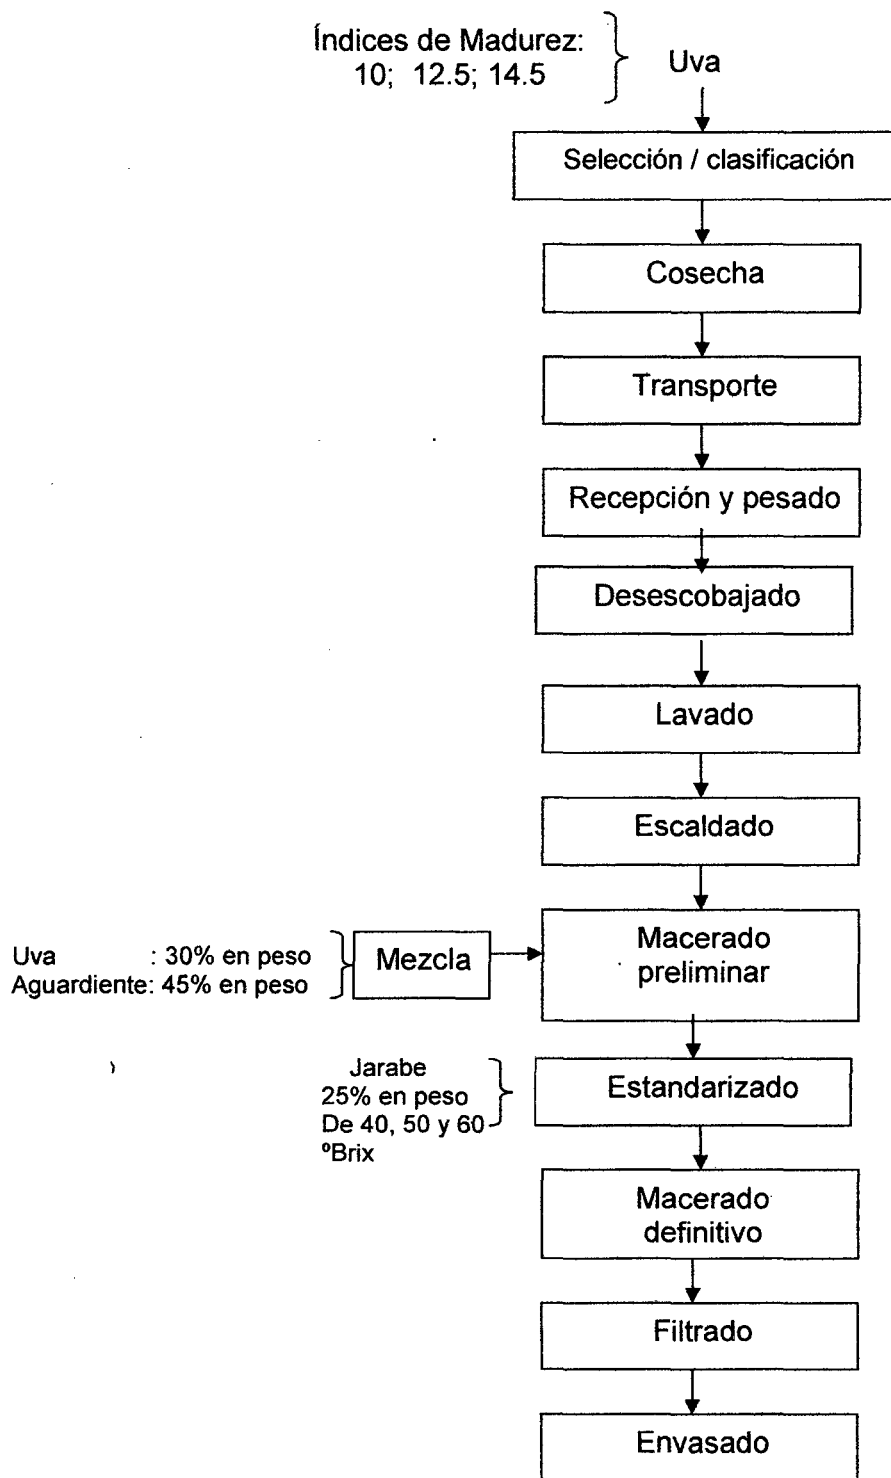 Índices de Madurez:
10; 12.5; 14.5
Uva
Selección / clasificación
Cosecha
Transporte
Recepción y pesado
Desescobajado
Lavado
Escaldado
Uva : 30% en peso
Aguardiente: 45% en peso
Mezcla
Macerado
preliminar
Jarabe
25% en peso
De 40, 50 y 60
ºBrix
Estandarizado
Macerado
definitivo
Filtrado
Envasado